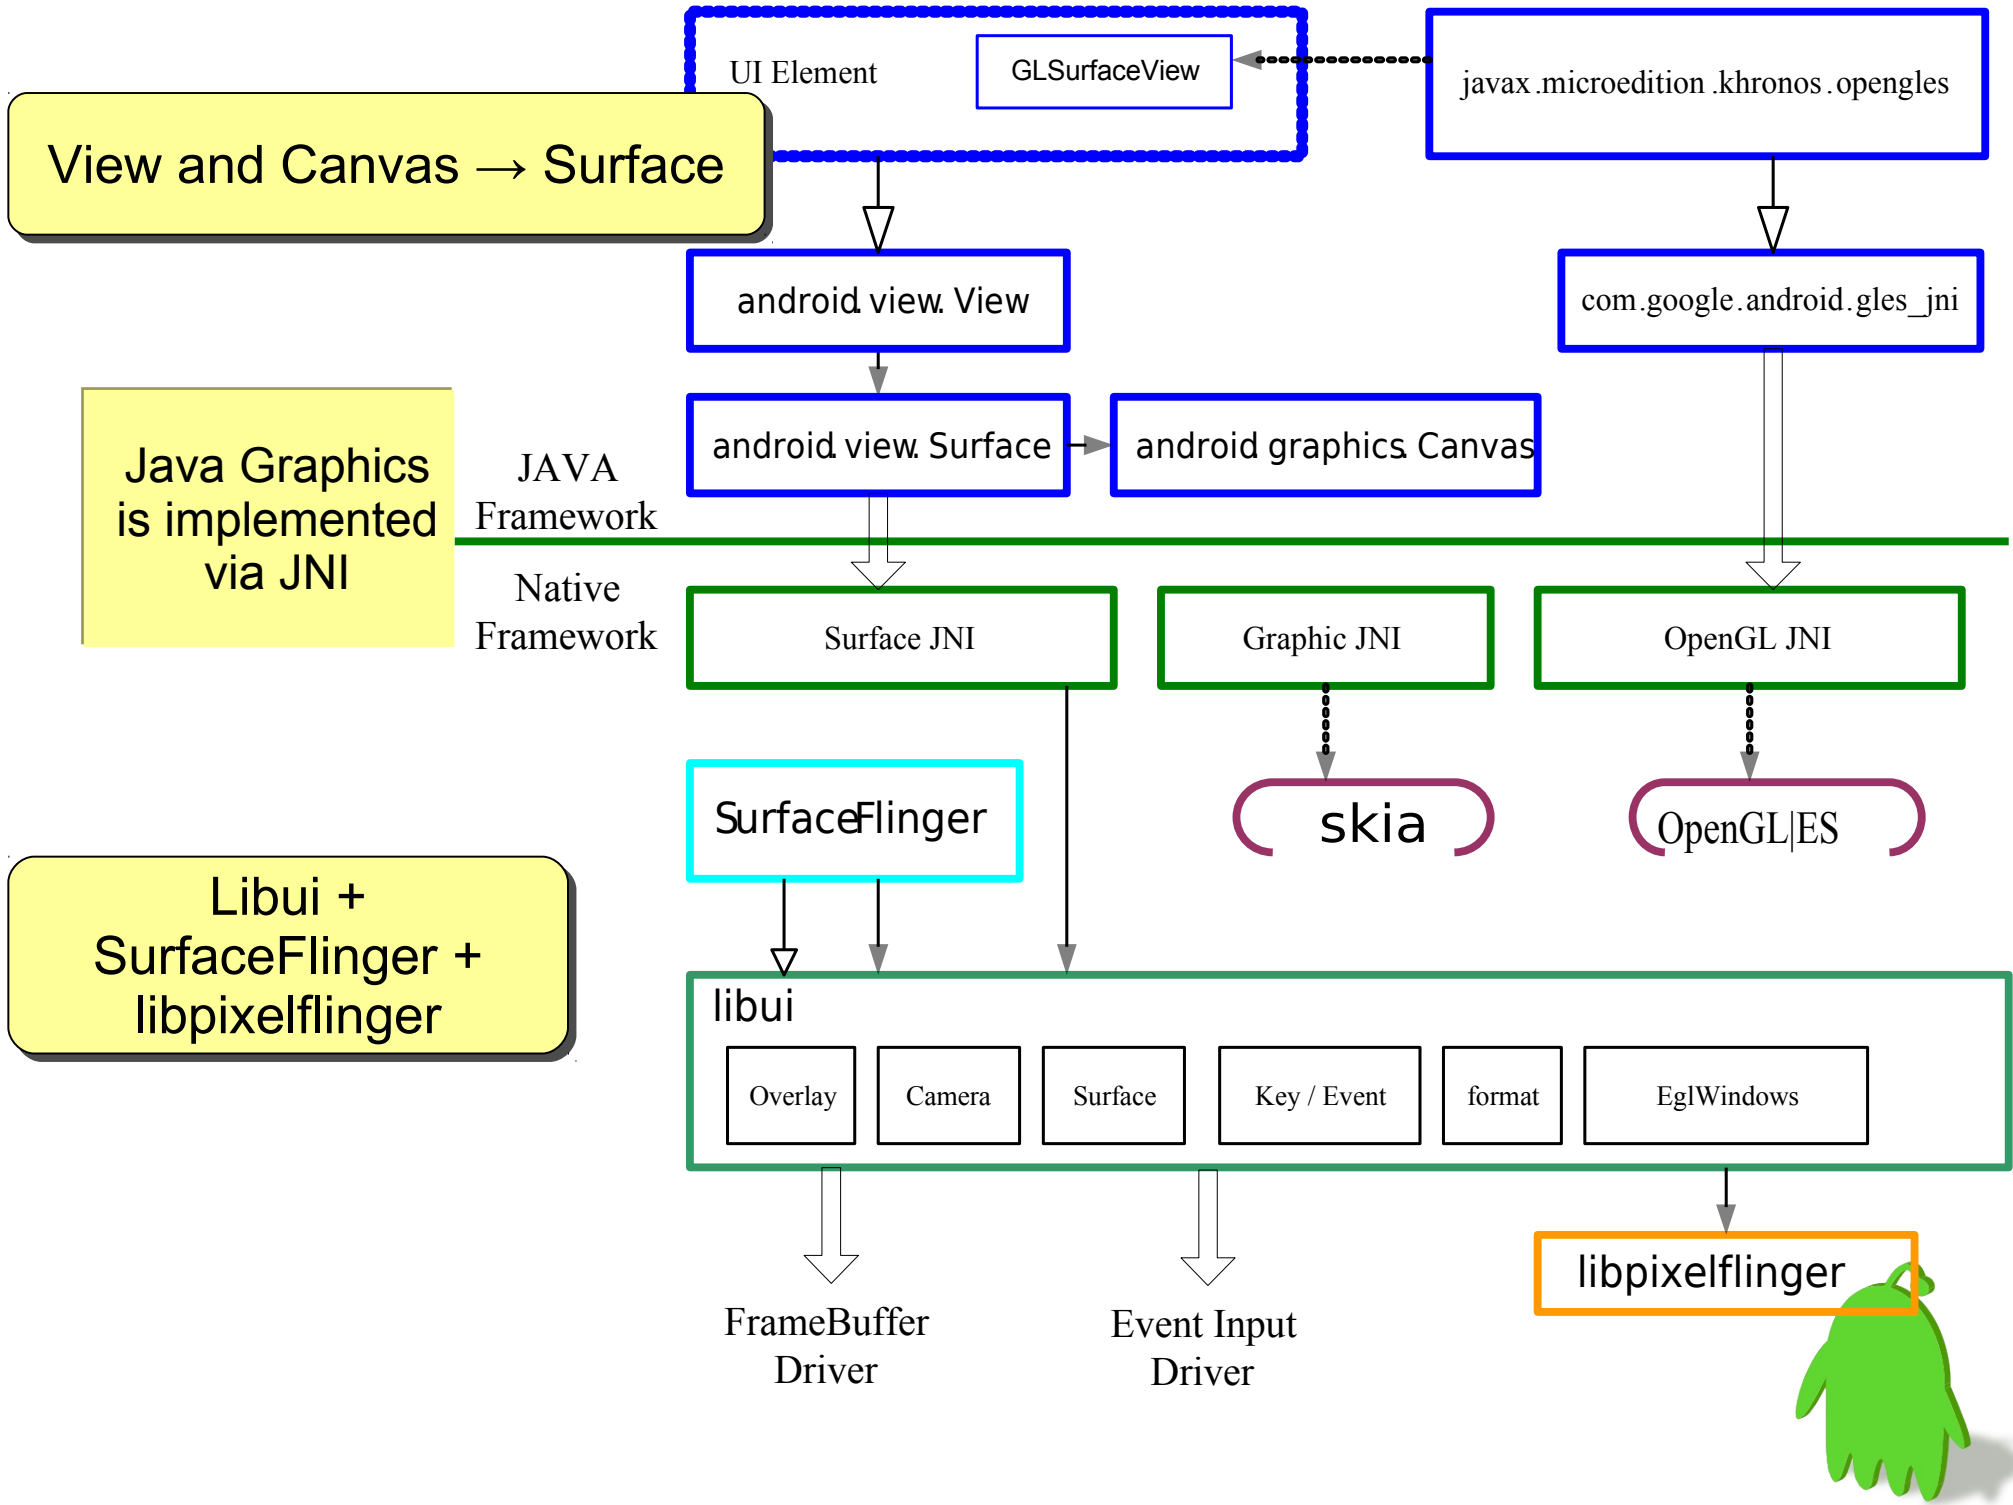 UI Element
GLSurfaceView
javax.microedition.khronos.opengles
View and Canvas → Surface
android.view.View
com.google.android.gles_jni
android.view.Surface
android.graphics.Canvas
Java Graphics
is implemented
via JNI
JAVA
Framework
Native
Framework
Surface JNI
Graphic JNI
OpenGL JNI
SurfaceFlinger
skia
OpenGL|ES
Libui +
SurfaceFlinger +
libpixelflinger
libui
Overlay
Camera
Surface
Key / Event
format
EglWindows
libpixelflinger
FrameBuffer
Driver
Event Input
Driver